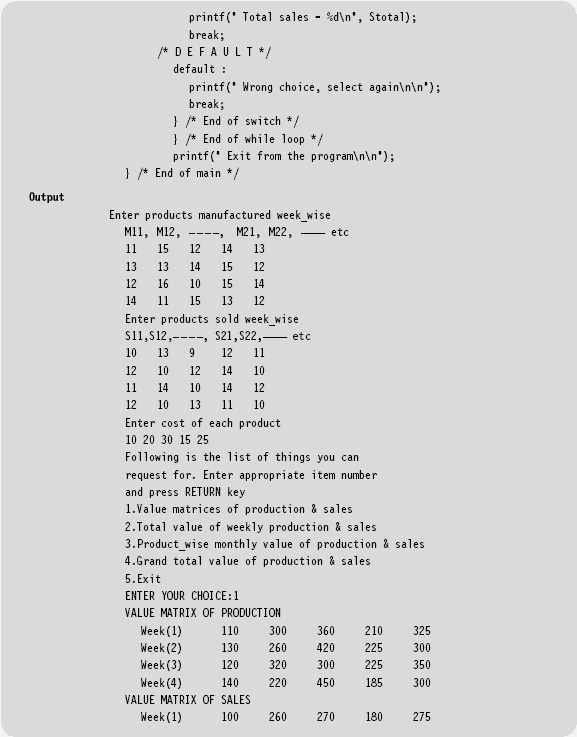 printf(" Total sales = %d\n", Stotal);
break;
/* D E F A U L T */
default :
printf(" Wrong choice, select again\n\n");
break;
} /* End of switch */
} /* End of while loop */
printf(" Exit from the program\n\n");
} /* End of main */
Output
Enter products manufactured week_wise
M11, M12, ————, M21, M22, ———— etc
11 15 12 14 13
13 13 14 15 12
12 16 10 15 14
14 11 15 13 12
Enter products sold week_wise
S11,S12,————, S21,S22,———— etc
10 13 9 12 11
12 10 12 14 10
11 14 10 14 12
12 10 13 11 10
Enter cost of each product
10 20 30 15 25
Following is the list of things you can
request for. Enter appropriate item number
and press RETURN key
1.Value matrices of production & sales
2.Total value of weekly production & sales
3.Product_wise monthly value of production & sales
4.Grand total value of production & sales
5.Exit
ENTER YOUR CHOICE:1
VALUE MATRIX OF PRODUCTION
Week(1) 110 300 360 210 325
Week(2) 130 260 420 225 300
Week(3) 120 320 300 225 350
Week(4) 140 220 450 185 300
VALUE MATRIX OF SALES
Week(1) 100 260 270 180 275